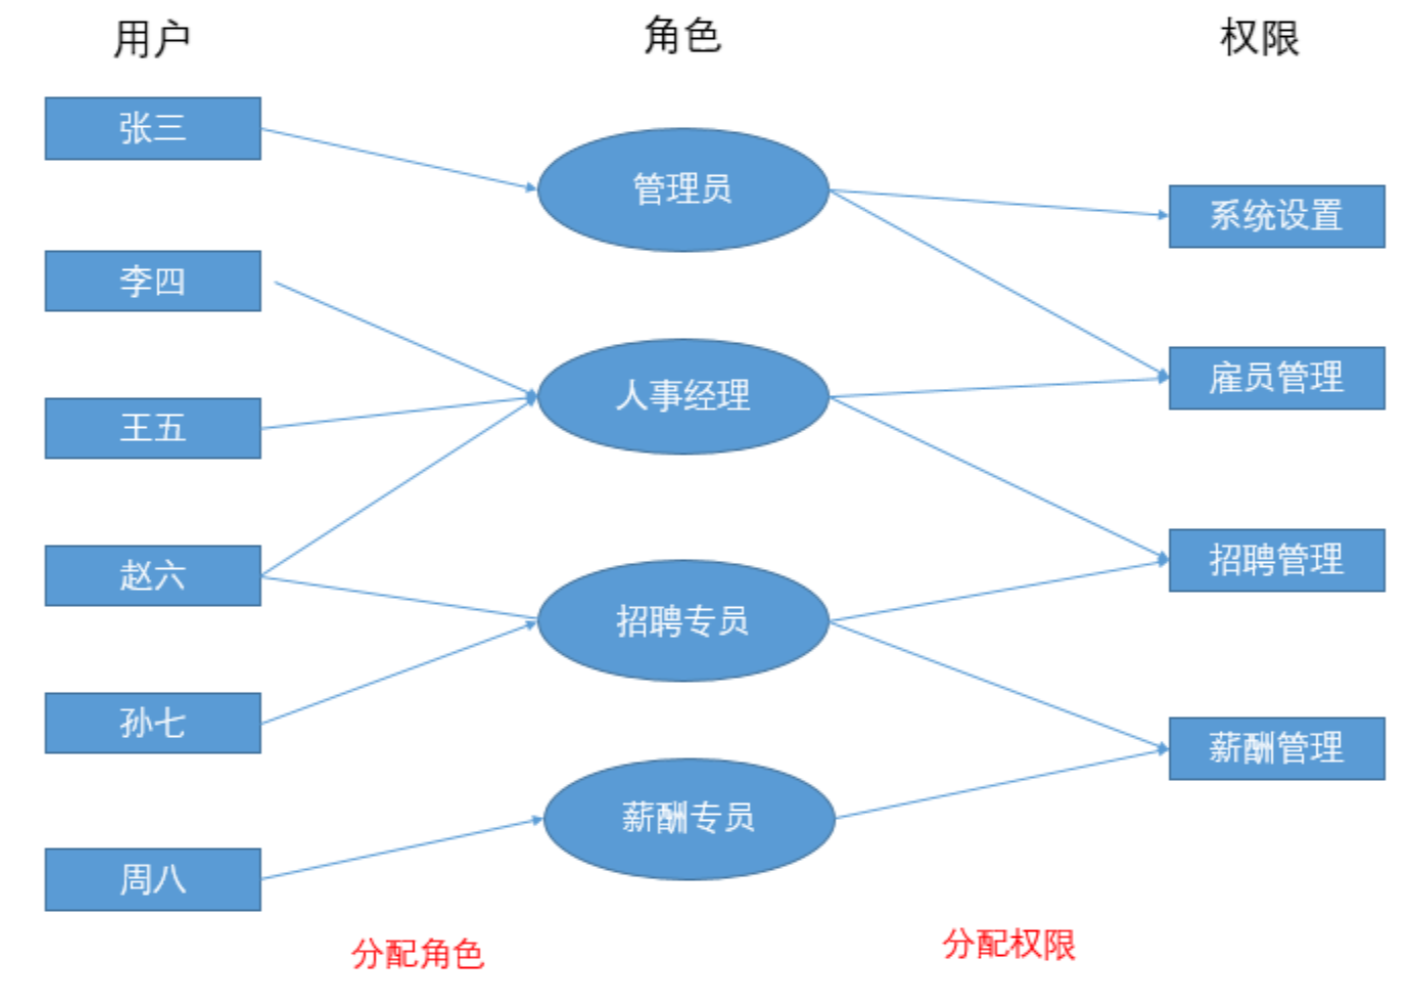 用户
角色
权限
张三
管理员
系统设置
李四
人事经理
雇员管理
王五
赵六
招聘专员
招聘管理
孙七
薪酬专员
薪酬管理
周八
分配角色
分配权限